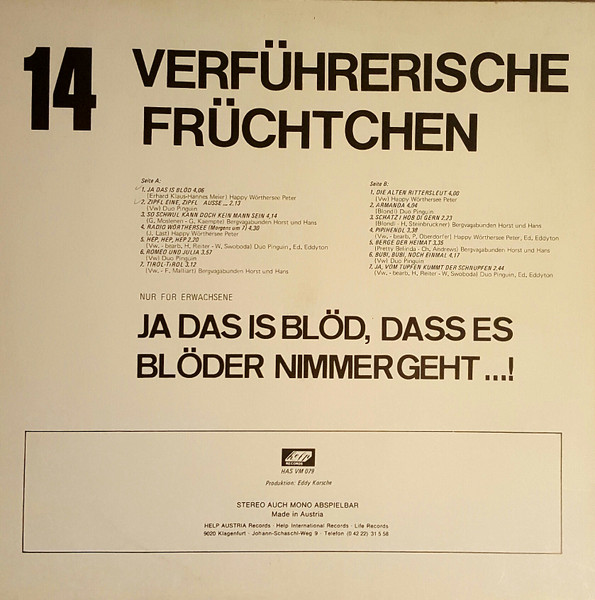 14 VERFÜHRERISCHE
FRÜCHTCHEN
Seite A:
1. JA DAS IS BLÖD 4,06
(Erhard Klaus-Hannes Meier) Happy Wörthersee Peter
2. ZIPFL EINE, ZIPFL AUSSE ... 2,13
(Vw) Duo Pinguin
3. SO SCHWUL KANN DOCH KEIN MANN SEIN 4,14
(G, Moslenen - G, Kaempfe) Bergvagabunden Horst und Hans
4. RADIO WÖRTHERSEE (Morgens um 7) 4,30
(J, Last) Happy Wörthersee Peter
5. HEP, HEP, HEP 2,20
(Vw, - bearb, H, Reiter - W, Swoboda) Duo Pinguin, Ed, Eddyton
6. ROMEO UND JULIA 3,57
(Vw) Duo Pinguin
7. TIROL-TiROL 3,12
(Vw, - F, Malliart) Bergvagabunden Horst und Hans
Seite B:
1. DIE ALTEN RITTERSLEUT 4,00
(Vw) Happy Wörthersee Peter
2. ARMANDA 4,04
(Blondl) Duo Pinguin
3. SCHATZ I HOB DI GERN 2,23
(Blondl - H, Steinbruckner) Bergvagabunden Horst und Hans
4. PIPIHENDL 3,38
(Vw, - bearb, P, Oberdorfer) Happy Wörthersee Peter, Ed, Eddyton
5. BERGE DER HEIMAT 3,35
(Pretty Belinda - Ch, Andrews) Bergvagabunden Horst und Hans
6. BUBI, BUBI, NOCH EINMAL 4,17
(Vw) Duo Pinguin
7. JA, VOM TUPFEN KUMMT DER SCHNUPFEN 2,44
(Vw, - bearb, H, Reiter - W, Swoboda) Duo Pinguin, Ed, Eddyton
NUR FÜR ERWACHSENE
JA DAS IS BLÖD, DASS ES
BLÖDER NIMMER GEHT ...!
help
RECORDS
HAS VM 079
Produktion: Eddy Korsche
STEREO AUCH MONO ABSPIELBAR
Made in Austria
HELP AUSTRIA Records · Help International Records · Life Records
9020 Klagenfurt · Johann-Schaschl-Weg 9 · Telefon (0 42 22) 31 5 58